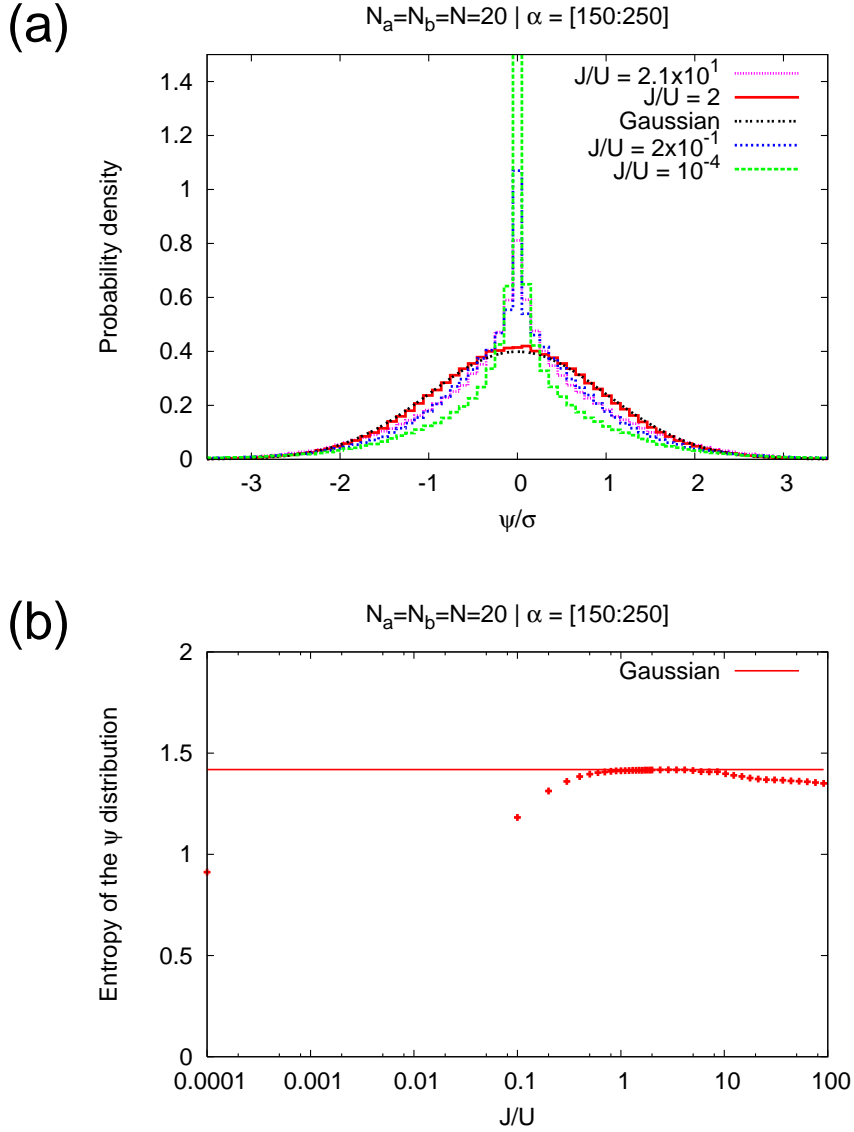 (a)
N_a=N_b=N=20 | α = [150:250]
J/U = 2.1x10^1
J/U = 2
Gaussian
J/U = 2x10^-1
J/U = 10^-4
Probability density
1.4
1.2
1
0.8
0.6
0.4
0.2
0
-3 -2 -1 0 1 2 3
ψ/σ
(b)
N_a=N_b=N=20 | α = [150:250]
Gaussian
Entropy of the ψ distribution
2
1.5
1
0.5
0
0.0001 0.001 0.01 0.1 1 10 100
J/U